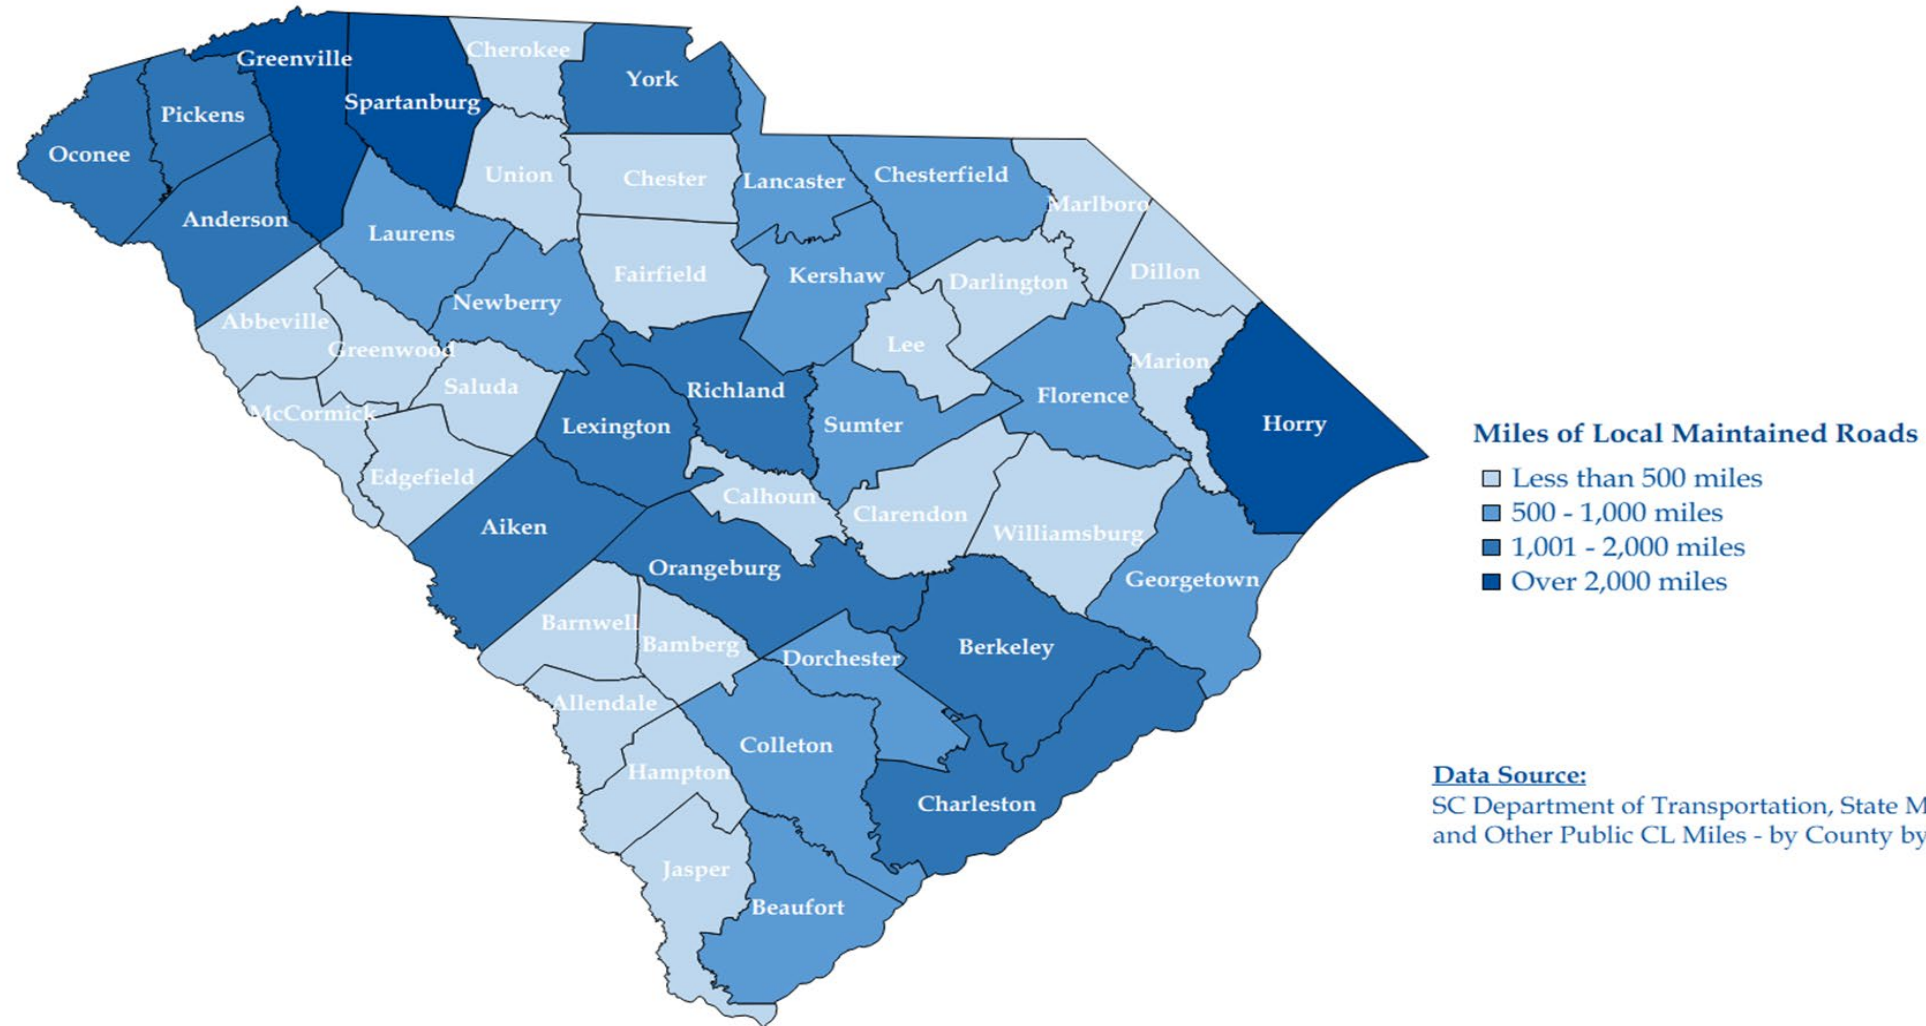 Greenville
Cherokee
York
Spartanburg
Pickens
Oconee
Union
Chester
Lancaster
Chesterfield
Marlboro
Anderson
Laurens
Fairfield
Kershaw
Darlington
Dillon
Newberry
Abbeville
Greenwood
Lee
Marion
Saluda
Richland
Florence
McCormick
Lexington
Sumter
Horry
Edgefield
Calhoun
Clarendon
Aiken
Williamsburg
Orangeburg
Georgetown
Barnwell
Bamberg
Dorchester
Berkeley
Allendale
Colleton
Hampton
Charleston
Jasper
Beaufort
Miles of Local Maintained Roads
Less than 500 miles
500 - 1,000 miles
1,001 - 2,000 miles
Over 2,000 miles
Data Source:
SC Department of Transportation, State M
and Other Public CL Miles - by County by